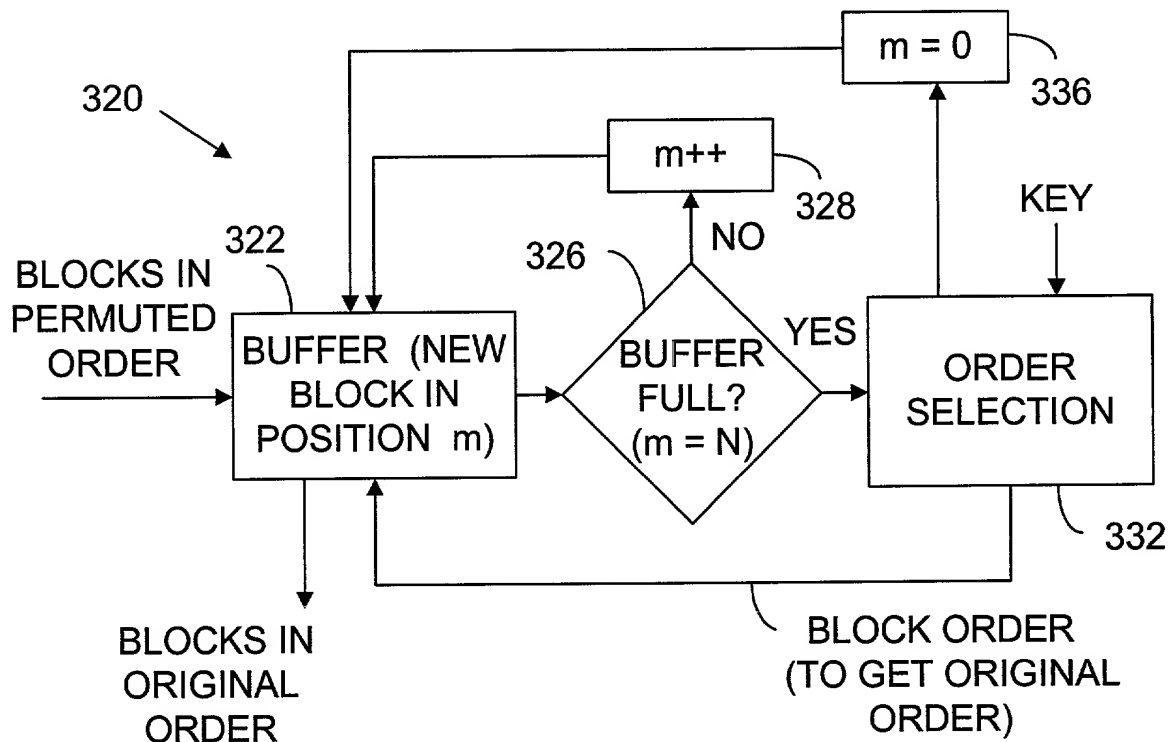 m = 0
336
320
m++
328
KEY
322
326
NO
BLOCKS IN
PERMUTED
ORDER
BUFFER (NEW
BLOCK IN
POSITION m)
BUFFER
FULL?
(m = N)
YES
ORDER
SELECTION
332
BLOCKS IN
ORIGINAL
ORDER
BLOCK ORDER
(TO GET ORIGINAL
ORDER)